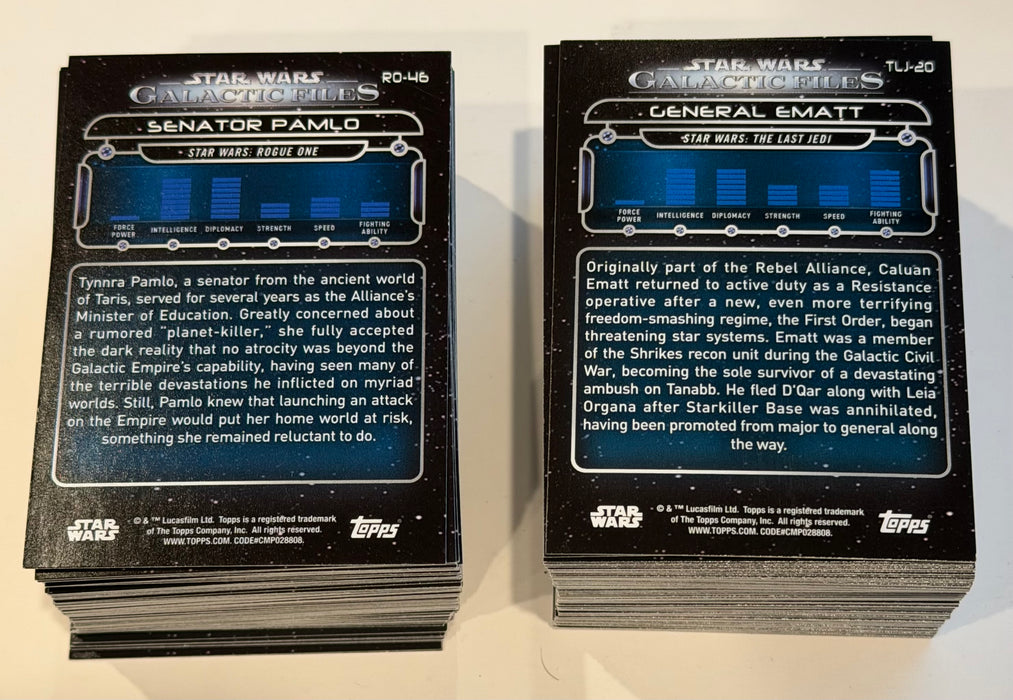 STAR WARS
GALACTIC FILES
RO-46
SENATOR PAMLO
STAR WARS: ROGUE ONE
FORCE POWER
INTELLIGENCE
DIPLOMACY
STRENGTH
SPEED
FIGHTING ABILITY
Tynnra Pamlo, a senator from the ancient world
of Taris, served for several years as the Alliance's
Minister of Education. Greatly concerned about
a rumored "planet-killer," she fully accepted
the dark reality that no atrocity was beyond the
Galactic Empire's capability, having seen many of
the terrible devastations he inflicted on myriad
worlds. Still, Pamlo knew that launching an attack
on the Empire would put her home world at risk,
something she remained reluctant to do.
STAR WARS
© & ™ Lucasfilm Ltd. Topps is a registered trademark
of The Topps Company, Inc. All rights reserved.
WWW.TOPPS.COM. CODE#CMP028808.
Topps
STAR WARS
GALACTIC FILES
TLJ-20
GENERAL EMATT
STAR WARS: THE LAST JEDI
FORCE POWER
INTELLIGENCE
DIPLOMACY
STRENGTH
SPEED
FIGHTING ABILITY
Originally part of the Rebel Alliance, Caluan
Ematt returned to active duty as a Resistance
operative after a new, even more terrifying
freedom-smashing regime, the First Order, began
threatening star systems. Ematt was a member
of the Shrikes recon unit during the Galactic Civil
War, becoming the sole survivor of a devastating
ambush on Tanabb. He fled D'Qar along with Leia
Organa after Starkiller Base was annihilated,
having been promoted from major to general along
the way.
STAR WARS
© & ™ Lucasfilm Ltd. Topps is a registered trademark
of The Topps Company, Inc. All rights reserved.
WWW.TOPPS.COM. CODE#CMP028808.
Topps